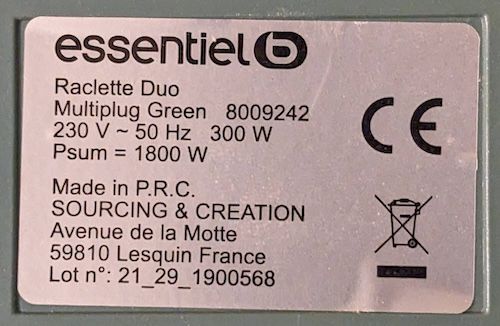 essentiel b
Raclette Duo
Multiplug Green 8009242
230 V ~ 50 Hz 300 W
Psum = 1800 W
CE
Made in P.R.C.
SOURCING & CREATION
Avenue de la Motte
59810 Lesquin France
Lot n°: 21_29_1900568